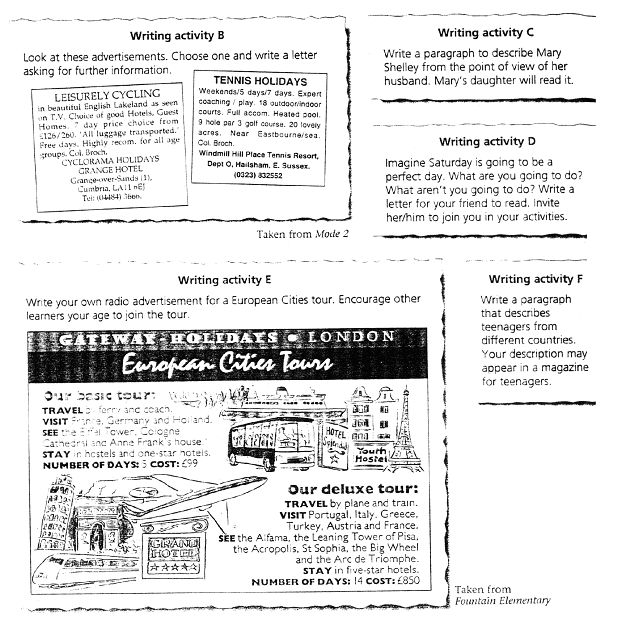 Writing activity B
Look at these advertisements. Choose one and write a letter
asking for further information.
LEISURELY CYCLING
in beautiful English Lakeland as seen
on T.V. Choice of good Hotels, Guest
Homes. 7 day price choice from
£126/260. 'All luggage transported.'
Free days. Highly recom. for all age
groups. Col. Broch.
CYCLORAMA HOLIDAYS
GRANGE HOTEL
Grange-over-Sands (1),
Cumbria, LA11 6EJ
Tel: (04484) 3666.
TENNIS HOLIDAYS
Weekends/5 days/7 days. Expert
coaching / play. 18 outdoor/indoor
courts. Full accom. Heated pool.
9 hole par 3 golf course. 20 lovely
acres. Near Eastbourne/sea.
Col. Broch.
Windmill Hill Place Tennis Resort,
Dept O, Hailsham, E. Sussex.
(0323) 832552
Taken from Mode 2
Writing activity C
Write a paragraph to describe Mary
Shelley from the point of view of her
husband. Mary's daughter will read it.
Writing activity D
Imagine Saturday is going to be a
perfect day. What are you going to do?
What aren't you going to do? Write a
letter for your friend to read. Invite
her/him to join you in your activities.
Writing activity E
Write your own radio advertisement for a European Cities tour. Encourage other
learners your age to join the tour.
GATEWAY HOLIDAYS • LONDON
European Cities Tours
Our basic tour:
TRAVEL by ferry and coach.
VISIT France, Germany and Holland.
SEE the Eiffel Tower, Cologne
Cathedral and Anne Frank's house.
STAY in hostels and one-star hotels.
NUMBER OF DAYS: 5 COST: £99
HOTEL
Splendid
Youth
Hostel
GRAND
HOTEL
Our deluxe tour:
TRAVEL by plane and train.
VISIT Portugal, Italy, Greece,
Turkey, Austria and France.
SEE the Alfama, the Leaning Tower of Pisa,
the Acropolis, St Sophia, the Big Wheel
and the Arc de Triomphe.
STAY in five-star hotels.
NUMBER OF DAYS: 14 COST: £850
Taken from
Fountain Elementary
Writing activity F
Write a paragraph
that describes
teenagers from
different countries.
Your description may
appear in a magazine
for teenagers.